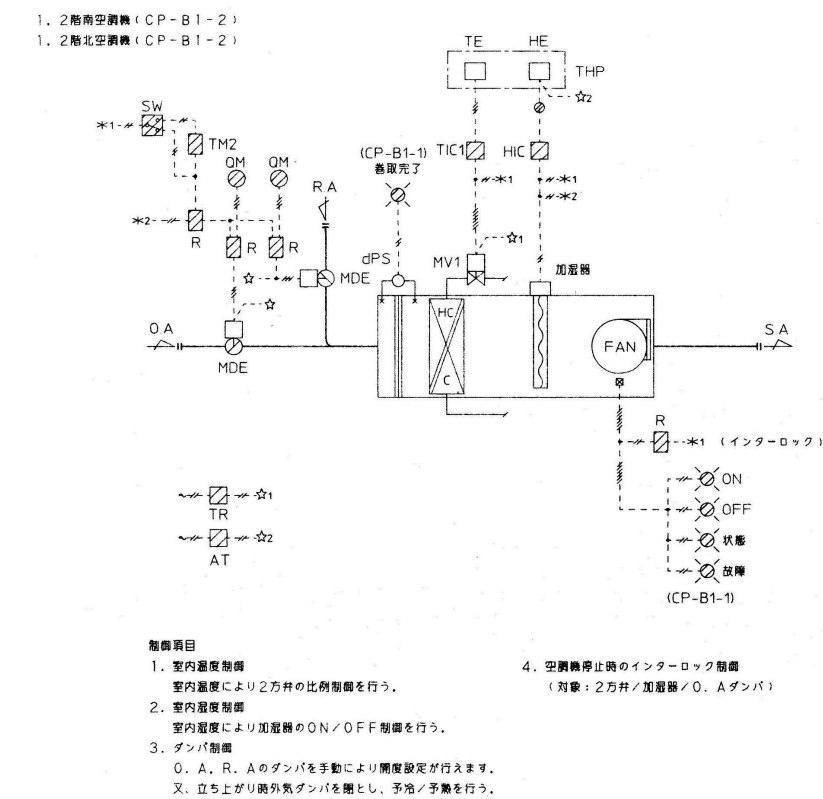 1. 2階南空調機(CP-B1-2)
1. 2階北空調機(CP-B1-2)
TE HE
THP
☆2
SW
*1
TM2
QM QM
(CP-B1-1)
巻取完了
TIC1 HIC
R.A
*1 *1
*2 *2
R R R
☆1
dPS MV1
加湿器
☆ MDE
☆
HC
O.A
S.A
FAN
MDE
C
R
*1 (インターロック)
ON
☆1
OFF
TR
☆2 状態
AT
故障
(CP-B1-1)
制御項目
1. 室内温度制御
室内温度により2方弁の比例制御を行う.
2. 室内湿度制御
室内湿度により加湿器のON/OFF制御を行う.
3. ダンパ制御
O. A, R. Aのダンパを手動により開度設定が行えます.
又、立ち上がり時外気ダンパを閉とし、予冷/予熱を行う.
4. 空調機停止時のインターロック制御
(対象:2方弁/加湿器/O. Aダンパ)